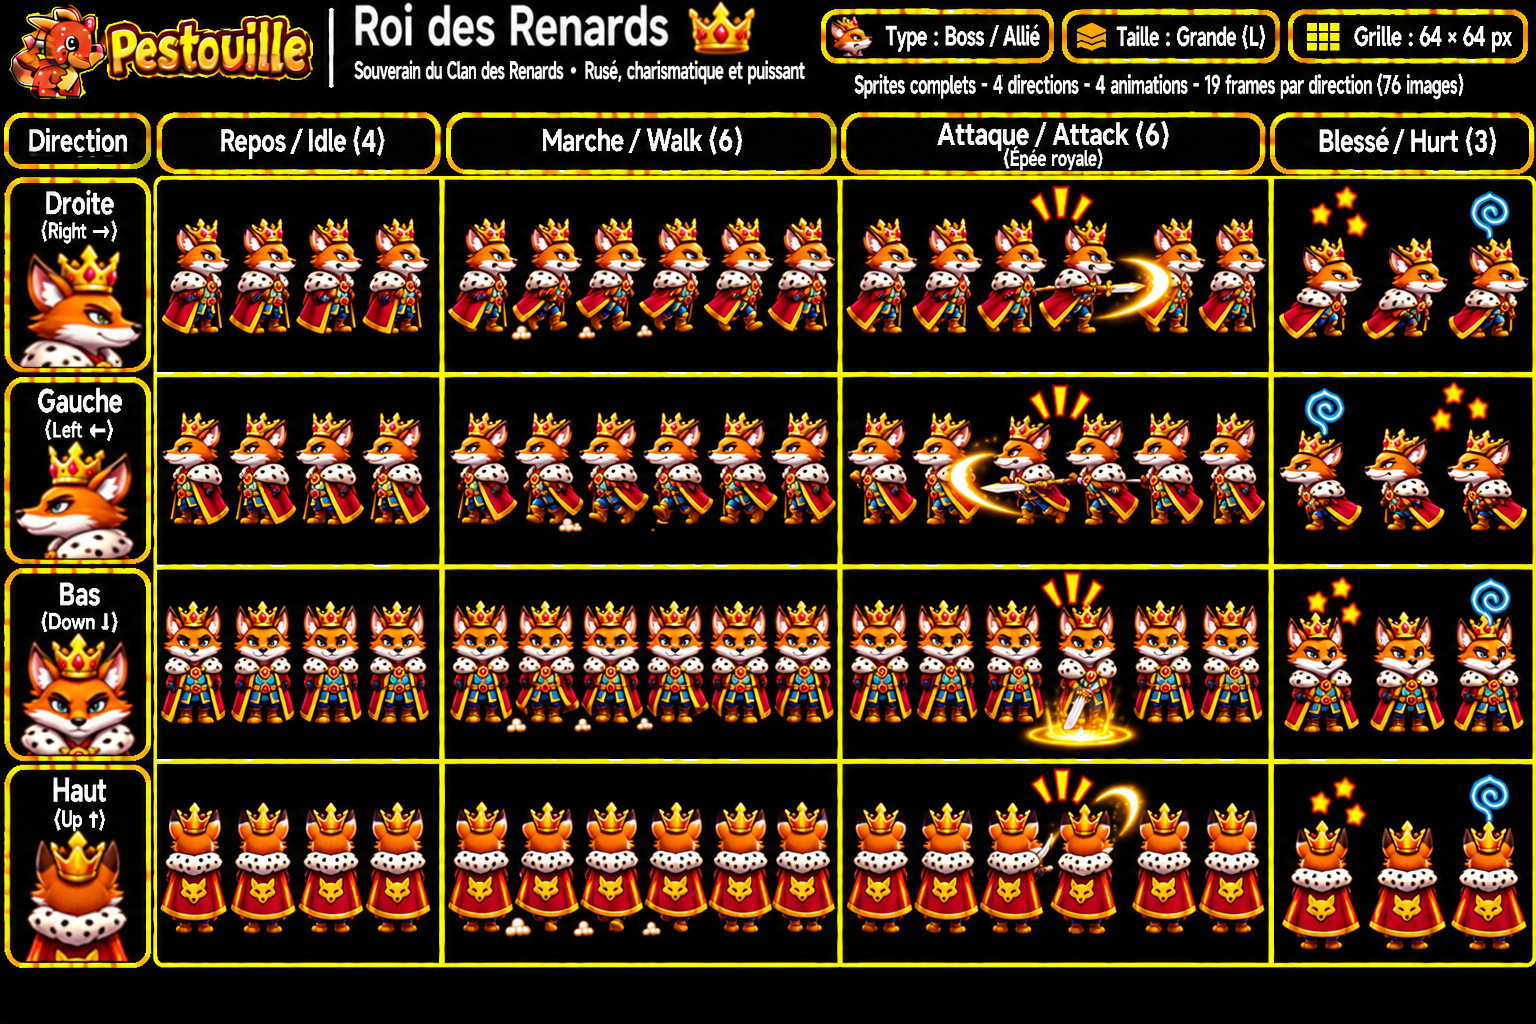 Pestouille
Roi des Renards
Souverain du Clan des Renards • Rusé, charismatique et puissant
Type : Boss / Allié
Taille : Grande (L)
Grille : 64 × 64 px
Sprites complets - 4 directions - 4 animations - 19 frames par direction (76 images)
Direction
Repos / Idle (4)
Marche / Walk (6)
Attaque / Attack (6)
(Épée royale)
Blessé / Hurt (3)
Droite
(Right →)
Gauche
(Left ←)
Bas
(Down ↓)
Haut
(Up ↑)